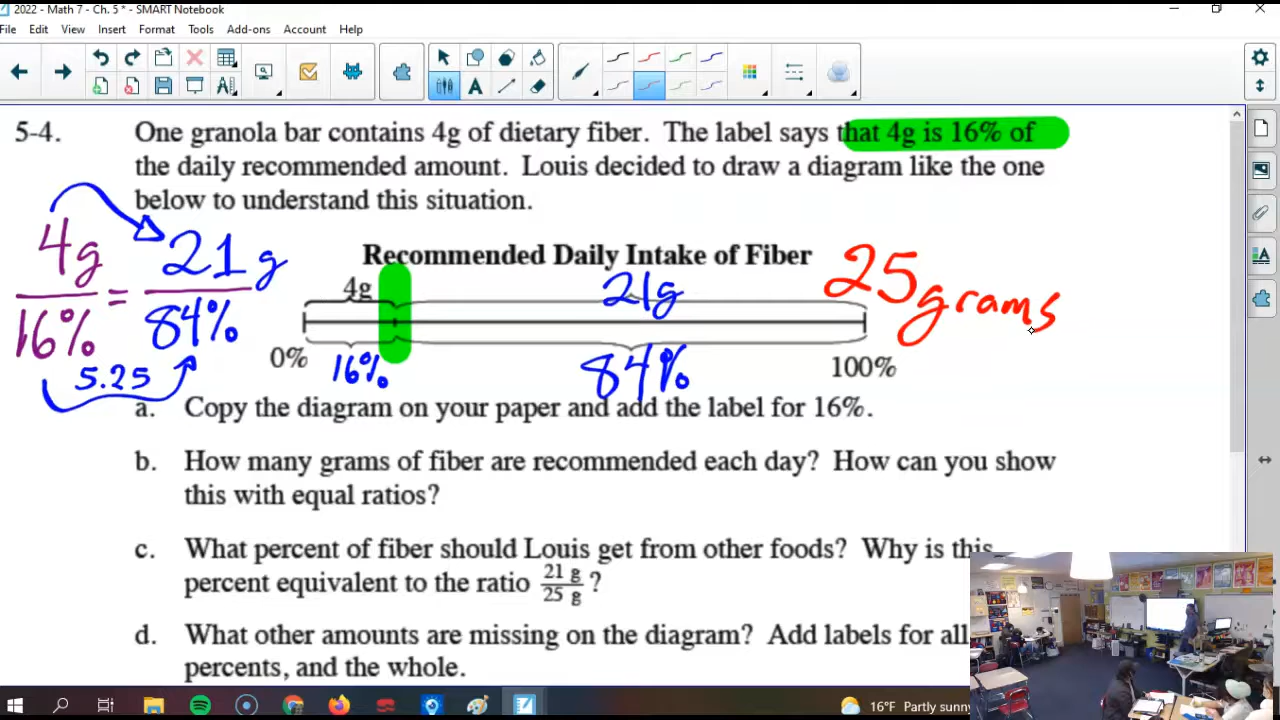 2022 - Math 7 - Ch. 5 * - SMART Notebook
File Edit View Insert Format Tools Add-ons Account Help
5-4. One granola bar contains 4g of dietary fiber. The label says that 4g is 16% of
the daily recommended amount. Louis decided to draw a diagram like the one
below to understand this situation.
4g/16% = 21g/84%
5.25
Recommended Daily Intake of Fiber
4g 21g 25grams
0% 16% 84% 100%
a. Copy the diagram on your paper and add the label for 16%.
b. How many grams of fiber are recommended each day? How can you show
this with equal ratios?
c. What percent of fiber should Louis get from other foods? Why is this
percent equivalent to the ratio 21 g/25 g?
d. What other amounts are missing on the diagram? Add labels for all
percents, and the whole.
16°F Partly sunny